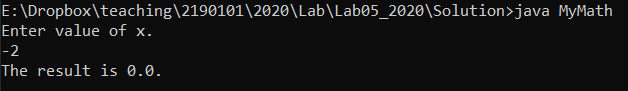 E:\Dropbox\teaching\2190101\2020\Lab\Lab05_2020\Solution>java MyMath
Enter value of x.
-2
The result is 0.0.